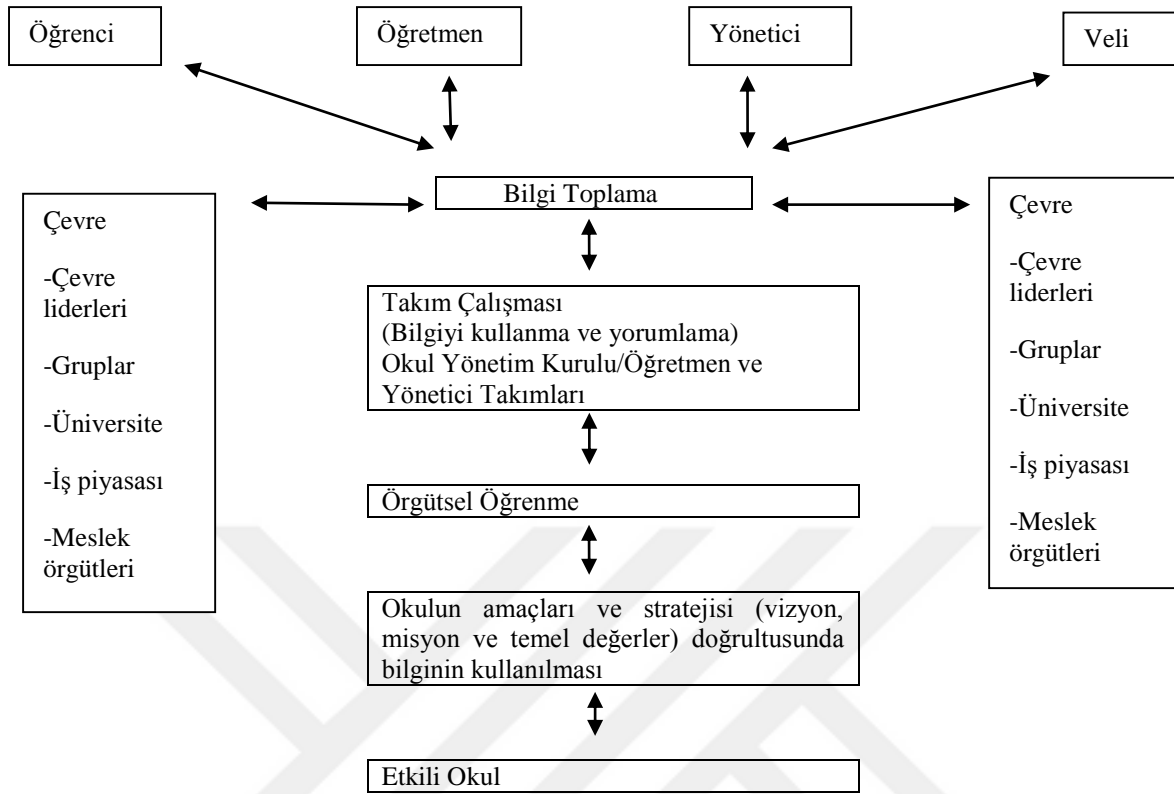 Öğrenci
Öğretmen
Yönetici
Veli
Bilgi Toplama
Çevre
-Çevre
liderleri
-Gruplar
-Üniversite
-İş piyasası
-Meslek
örgütleri
Takım Çalışması
(Bilgiyi kullanma ve yorumlama)
Okul Yönetim Kurulu/Öğretmen ve
Yönetici Takımları
Çevre
-Çevre
liderleri
-Gruplar
-Üniversite
-İş piyasası
-Meslek
örgütleri
Örgütsel Öğrenme
Okulun amaçları ve stratejisi (vizyon,
misyon ve temel değerler) doğrultusunda
bilginin kullanılması
Etkili Okul